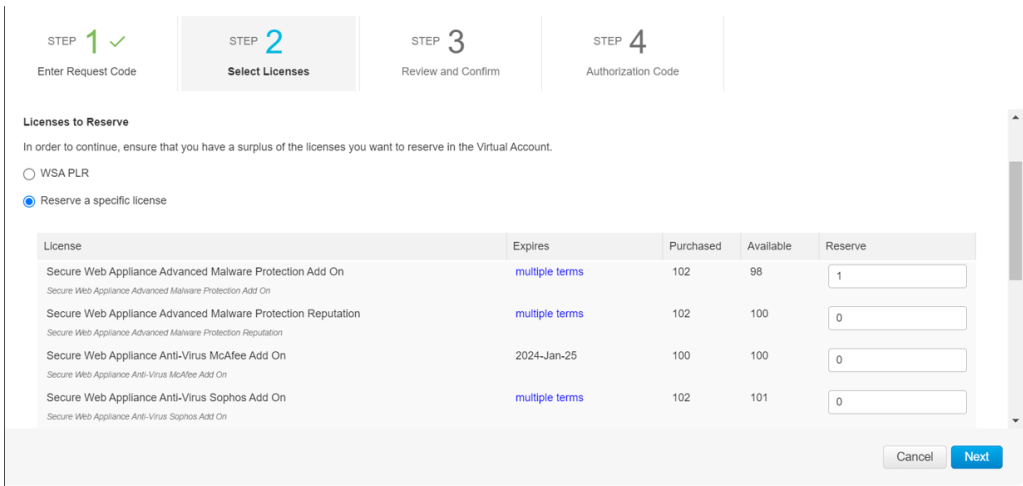 STEP 1 STEP 2 STEP 3 STEP 4
Enter Request Code Select Licenses Review and Confirm Authorization Code
Licenses to Reserve
In order to continue, ensure that you have a surplus of the licenses you want to reserve in the Virtual Account.
WSA PLR
Reserve a specific license
License Expires Purchased Available Reserve
Secure Web Appliance Advanced Malware Protection Add On multiple terms 102 98 1
Secure Web Appliance Advanced Malware Protection Add On
Secure Web Appliance Advanced Malware Protection Reputation multiple terms 102 100 0
Secure Web Appliance Advanced Malware Protection Reputation
Secure Web Appliance Anti-Virus McAfee Add On 2024-Jan-25 100 100 0
Secure Web Appliance Anti-Virus McAfee Add On
Secure Web Appliance Anti-Virus Sophos Add On multiple terms 102 101 0
Secure Web Appliance Anti-Virus Sophos Add On
Cancel Next